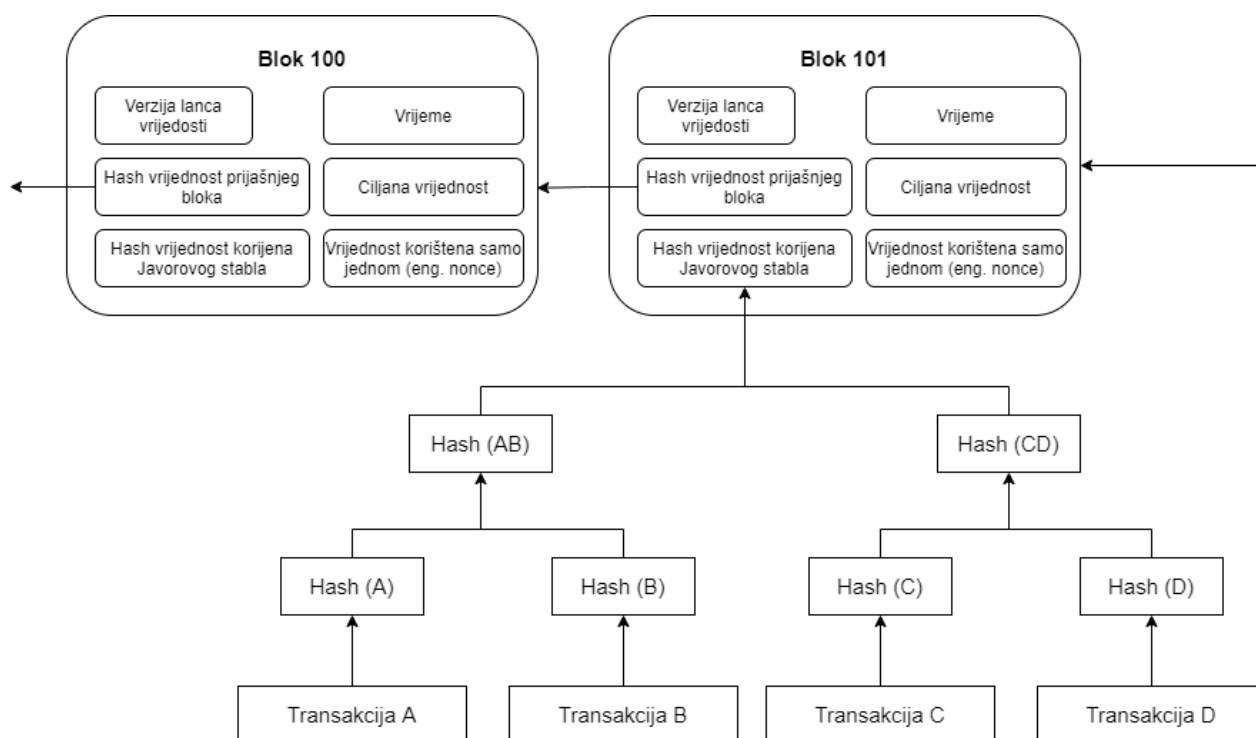 Blok 100
Verzija lanca
vrijedosti
Vrijeme
Hash vrijednost prijašnjeg
bloka
Ciljana vrijednost
Hash vrijednost korijena
Javorovog stabla
Vrijednost korištena samo
jednom (eng. nonce)
Blok 101
Verzija lanca
vrijedosti
Vrijeme
Hash vrijednost prijašnjeg
bloka
Ciljana vrijednost
Hash vrijednost korijena
Javorovog stabla
Vrijednost korištena samo
jednom (eng. nonce)
Hash (AB)
Hash (CD)
Hash (A)
Hash (B)
Hash (C)
Hash (D)
Transakcija A
Transakcija B
Transakcija C
Transakcija D